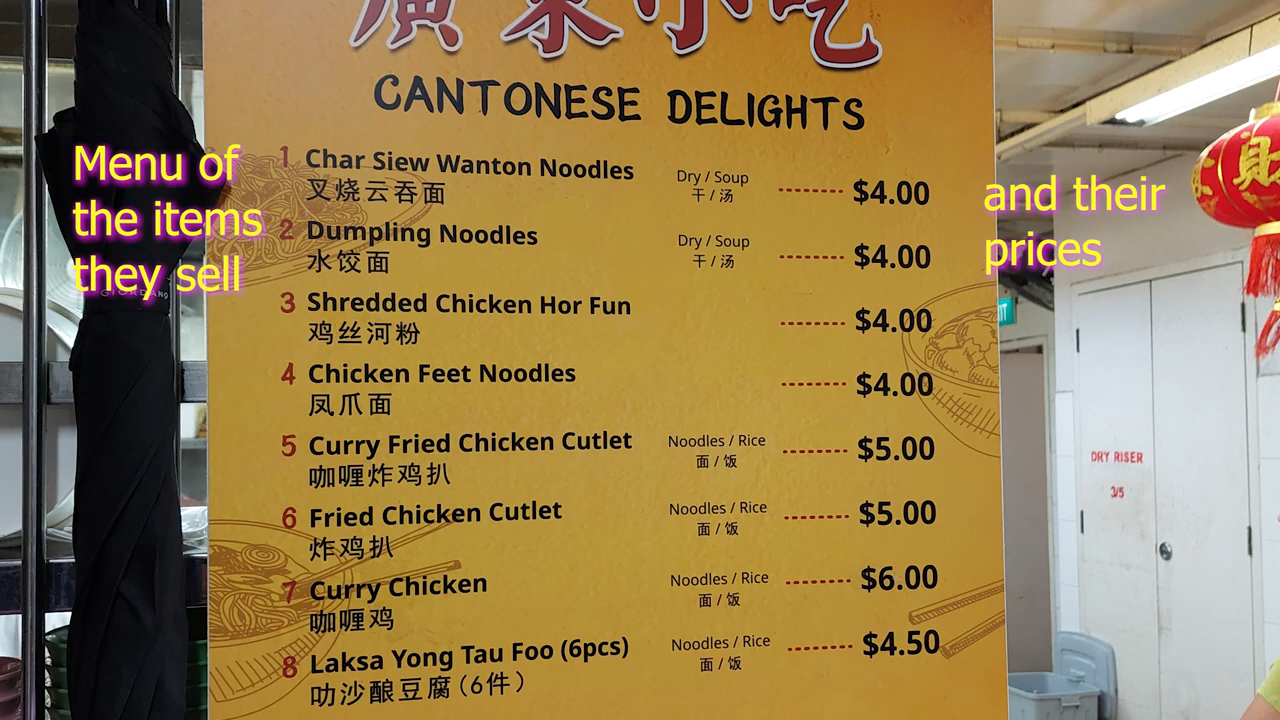 廣東小吃
CANTONESE DELIGHTS
Menu of
the items
they sell
and their
prices
1 Char Siew Wanton Noodles Dry / Soup $4.00
叉烧云吞面 干 / 汤
2 Dumpling Noodles Dry / Soup $4.00
水饺面 干 / 汤
3 Shredded Chicken Hor Fun $4.00
鸡丝河粉
4 Chicken Feet Noodles $4.00
凤爪面
5 Curry Fried Chicken Cutlet Noodles / Rice $5.00
咖喱炸鸡扒 面 / 饭
6 Fried Chicken Cutlet Noodles / Rice $5.00
炸鸡扒 面 / 饭
7 Curry Chicken Noodles / Rice $6.00
咖喱鸡 面 / 饭
8 Laksa Yong Tau Foo (6pcs) Noodles / Rice $4.50
叻沙酿豆腐(6件) 面 / 饭
GIORDANO
DRY RISER
3/5
財